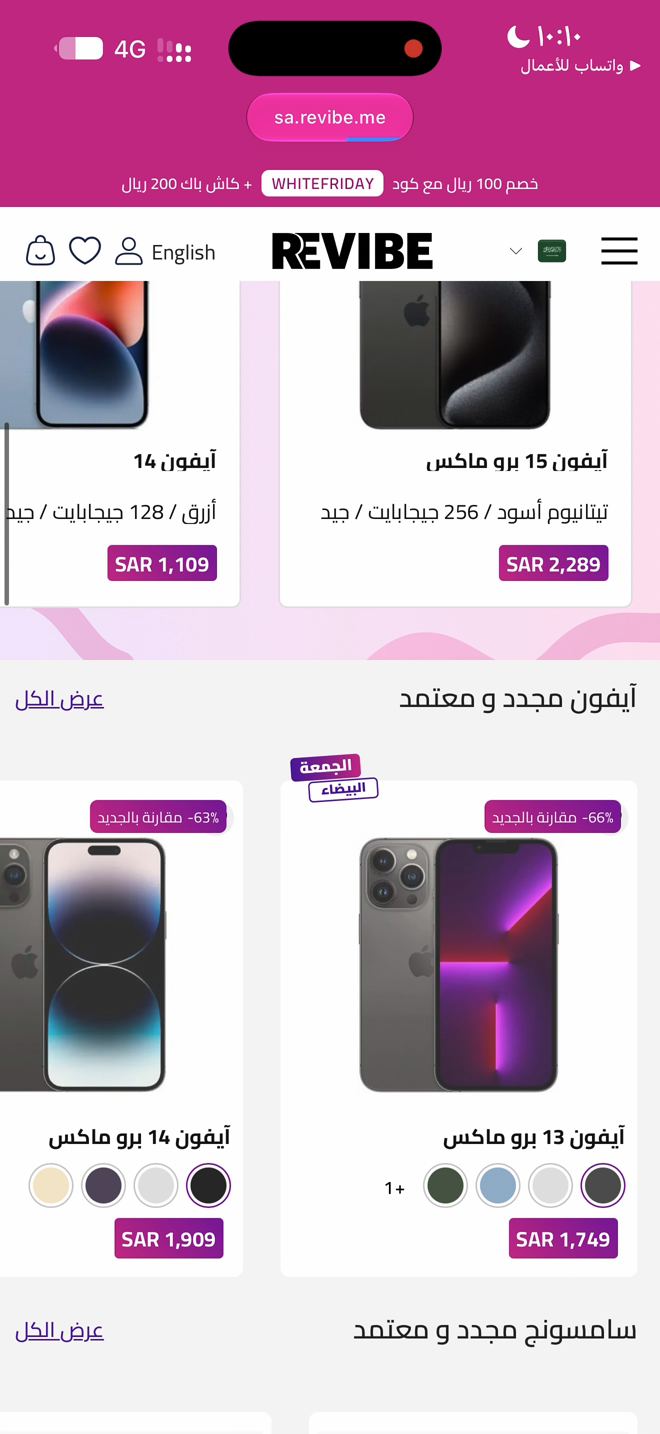 ١٠:١٠
4G
◀ واتساب للأعمال
sa.revibe.me
خصم 100 ريال مع كود WHITEFRIDAY + كاش باك 200 ريال
REVIBE
English
آيفون 15 برو ماكس
تيتانيوم أسود / 256 جيجابايت / جيد
SAR 2,289
آيفون 14
أزرق / 128 جيجابايت / جيد
SAR 1,109
آيفون مجدد و معتمد
عرض الكل
الجمعة
البيضاء
-66% مقارنة بالجديد
آيفون 13 برو ماكس
+1
SAR 1,749
-63% مقارنة بالجديد
آيفون 14 برو ماكس
SAR 1,909
سامسونج مجدد و معتمد
عرض الكل